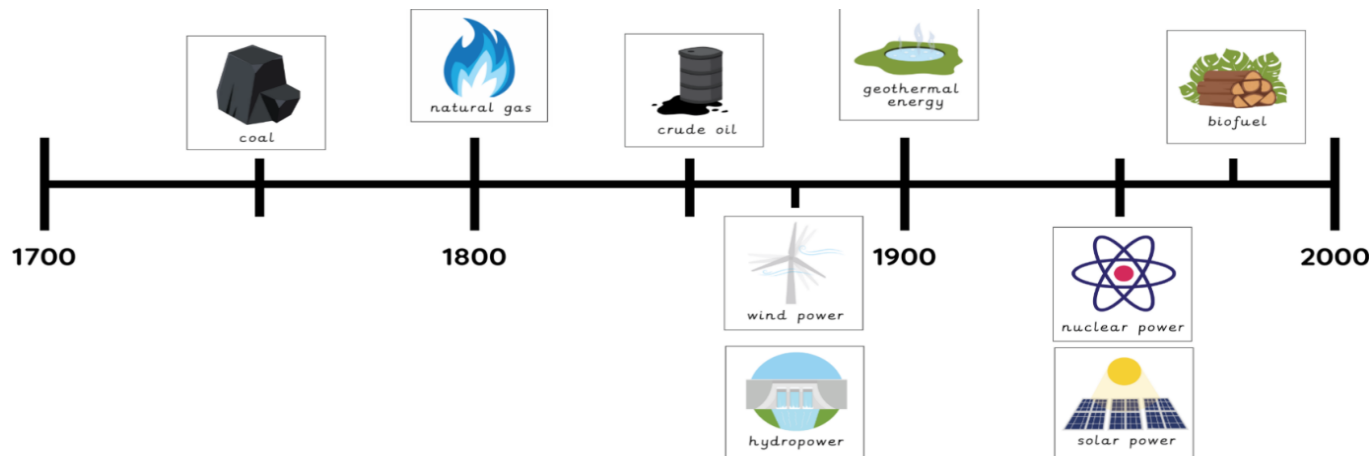 coal
natural gas
crude oil
geothermal
energy
biofuel
1700
1800
1900
2000
wind power
nuclear power
hydropower
solar power